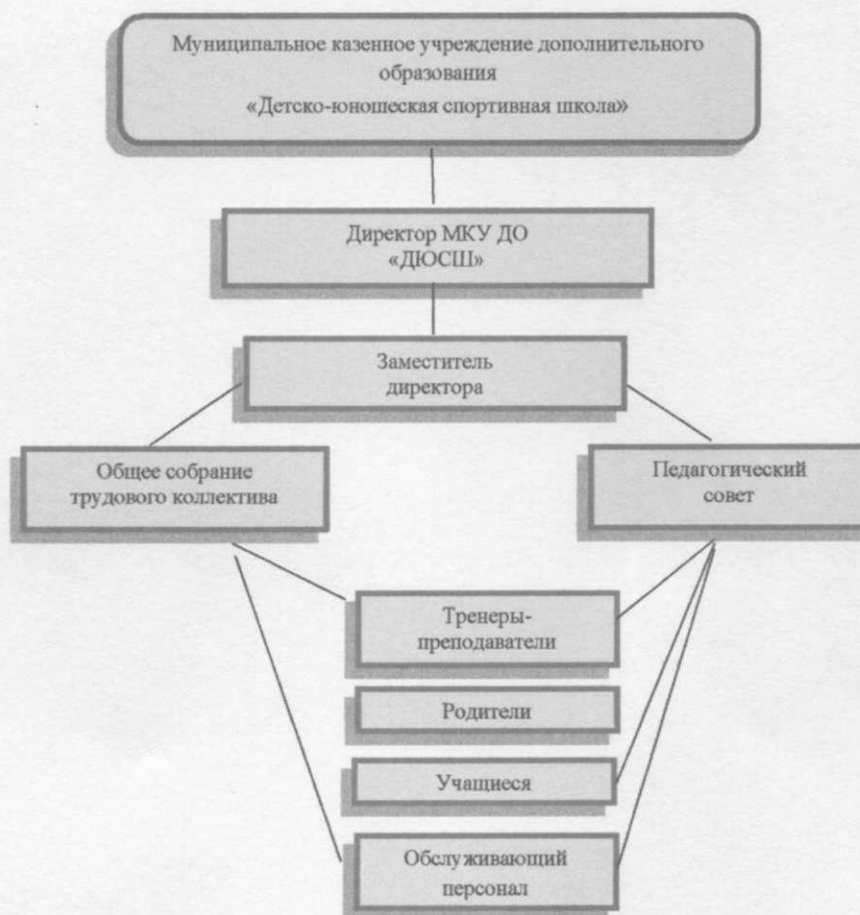 Муниципальное казенное учреждение дополнительного
образования
«Детско-юношеская спортивная школа»
Директор МКУ ДО
«ДЮСШ»
Заместитель
директора
Общее собрание
трудового коллектива
Педагогический
совет
Тренеры-
преподаватели
Родители
Учащиеся
Обслуживающий
персонал